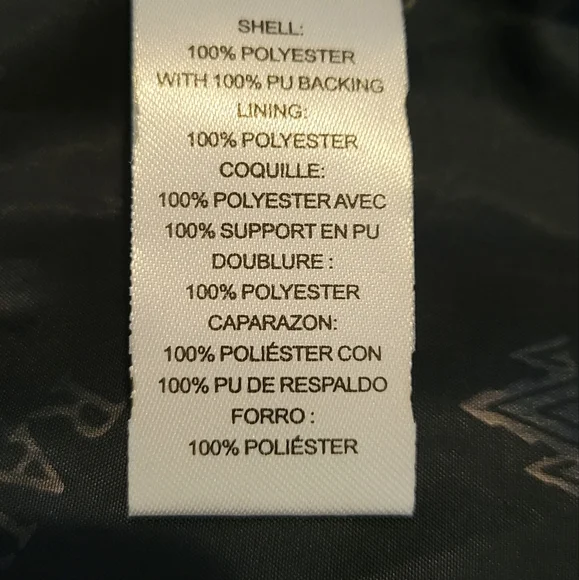 SHELL:
100% POLYESTER
WITH 100% PU BACKING
LINING:
100% POLYESTER
COQUILLE:
100% POLYESTER AVEC
100% SUPPORT EN PU
DOUBLURE :
100% POLYESTER
CAPARAZON:
100% POLIÉSTER CON
100% PU DE RESPALDO
FORRO :
100% POLIÉSTER